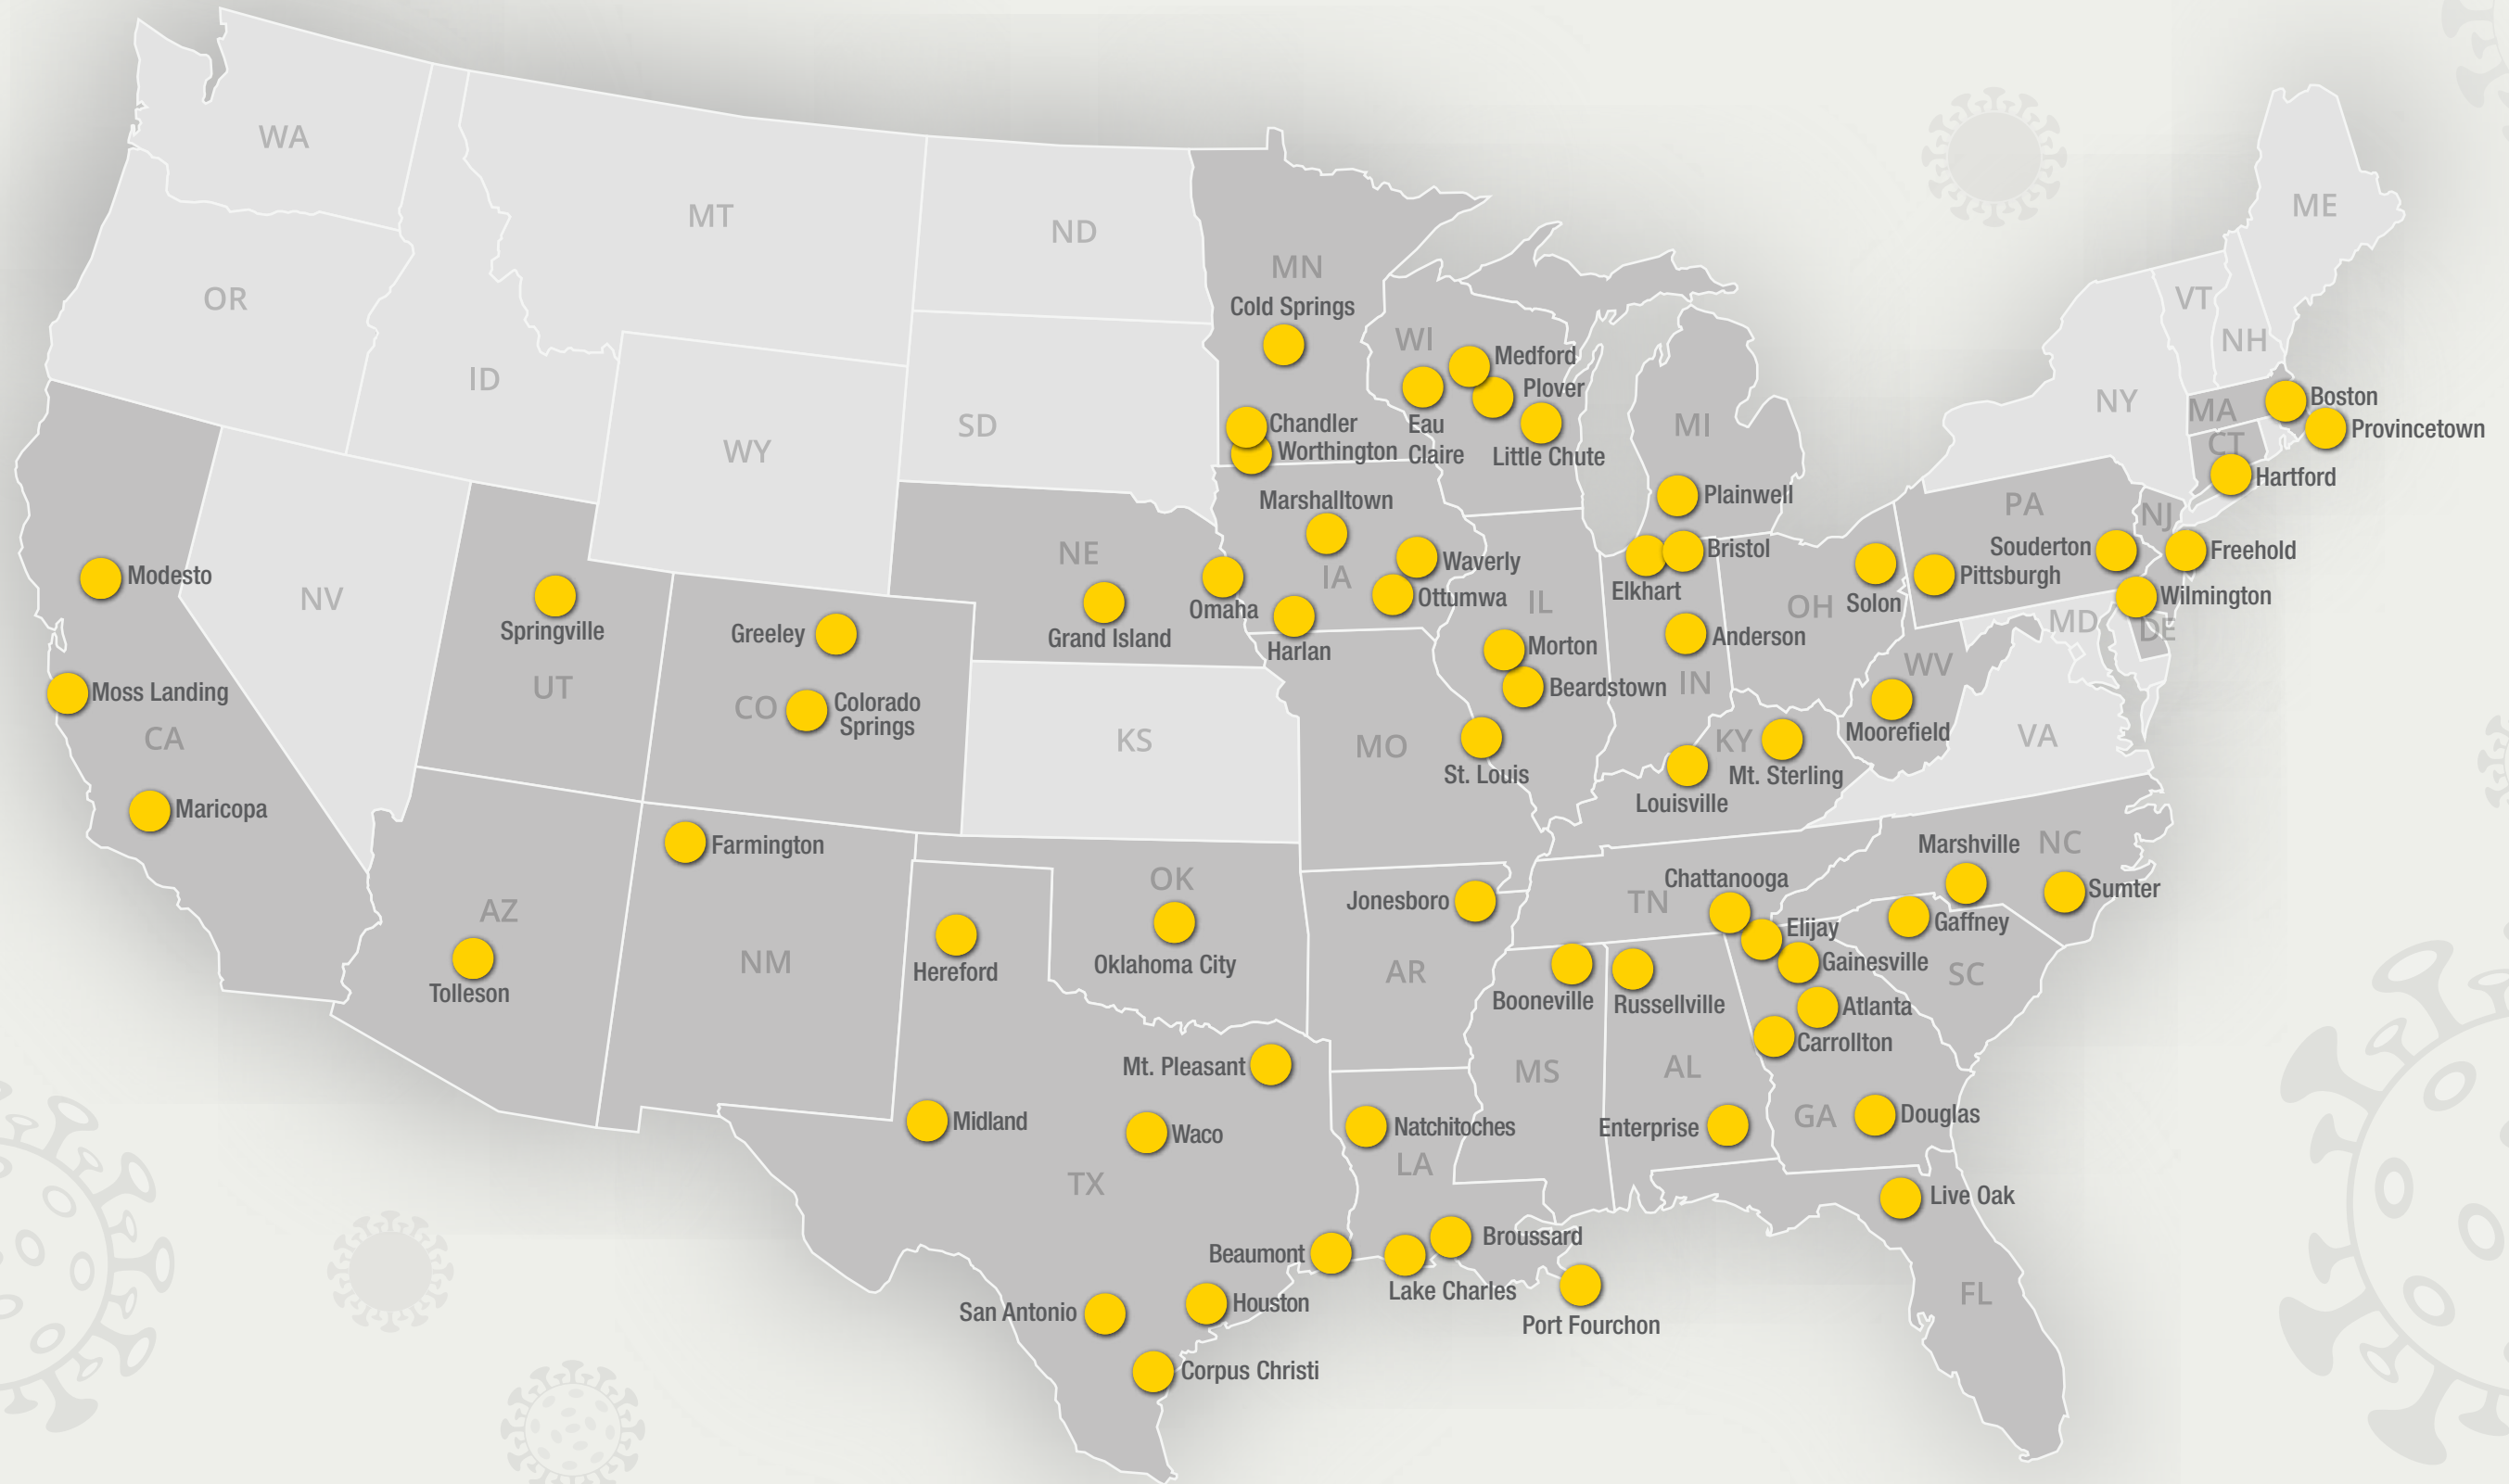 WA
MT
ND
ME
OR
ID
MN
Cold Springs
VT
NH
WI
Medford
Plover
SD
WY
Chandler
Worthington
Eau
Claire
Little Chute
MI
NY
MA
Boston
Provincetown
CT
Hartford
Marshalltown
Plainwell
PA
NJ
NE
Waverly
Bristol
Souderton
Freehold
Modesto
NV
Springville
Omaha
IA
Ottumwa
IL
Elkhart
OH
Solon
Pittsburgh
Wilmington
Greeley
Grand Island
Harlan
Morton
Anderson
MD
DE
Moss Landing
UT
CO
Colorado
Springs
Beardstown
IN
WV
Moorefield
CA
KS
MO
St. Louis
KY
Mt. Sterling
VA
Maricopa
Louisville
Farmington
Marshville
NC
OK
Chattanooga
Sumter
AZ
Jonesboro
TN
Elijay
Gaffney
Tolleson
NM
Hereford
Oklahoma City
AR
Booneville
Russellville
Gainesville
SC
Atlanta
Carrollton
Mt. Pleasant
MS
AL
Midland
Waco
Natchitoches
Enterprise
GA
Douglas
TX
LA
Live Oak
Beaumont
Broussard
Lake Charles
San Antonio
Houston
Port Fourchon
FL
Corpus Christi